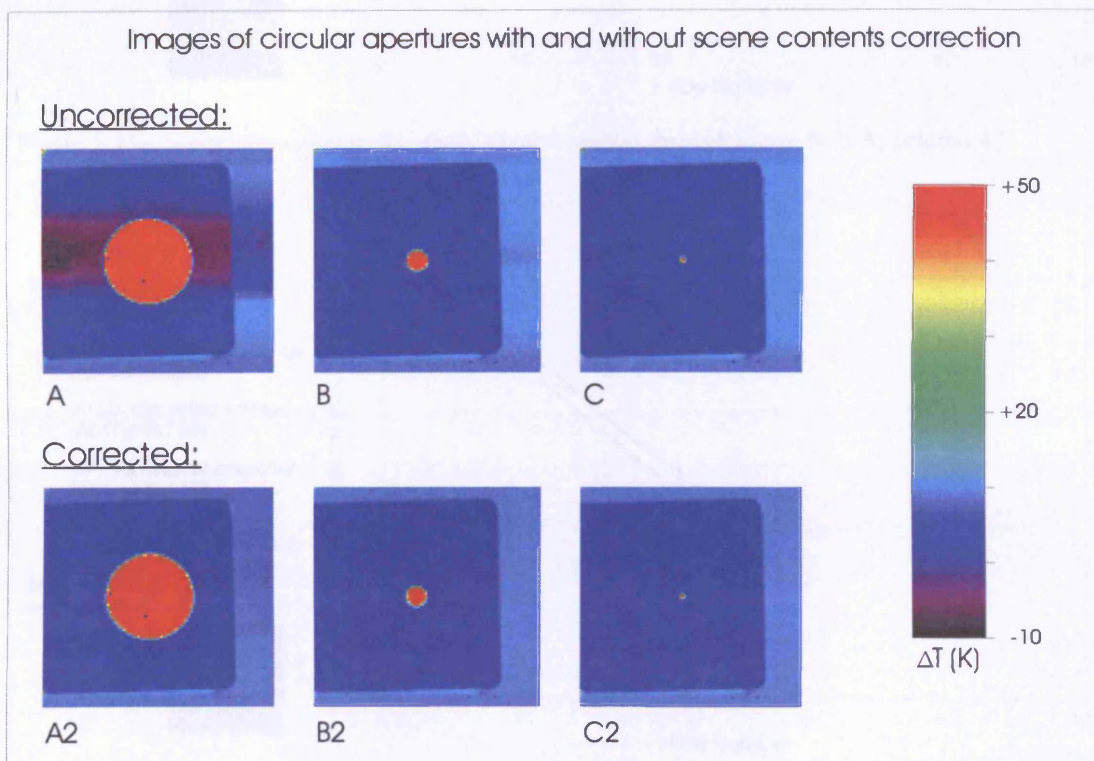 Images of circular apertures with and without scene contents correction
Uncorrected:
A B C
+50
+20
-10
ΔT (K)
Corrected:
A2 B2 C2